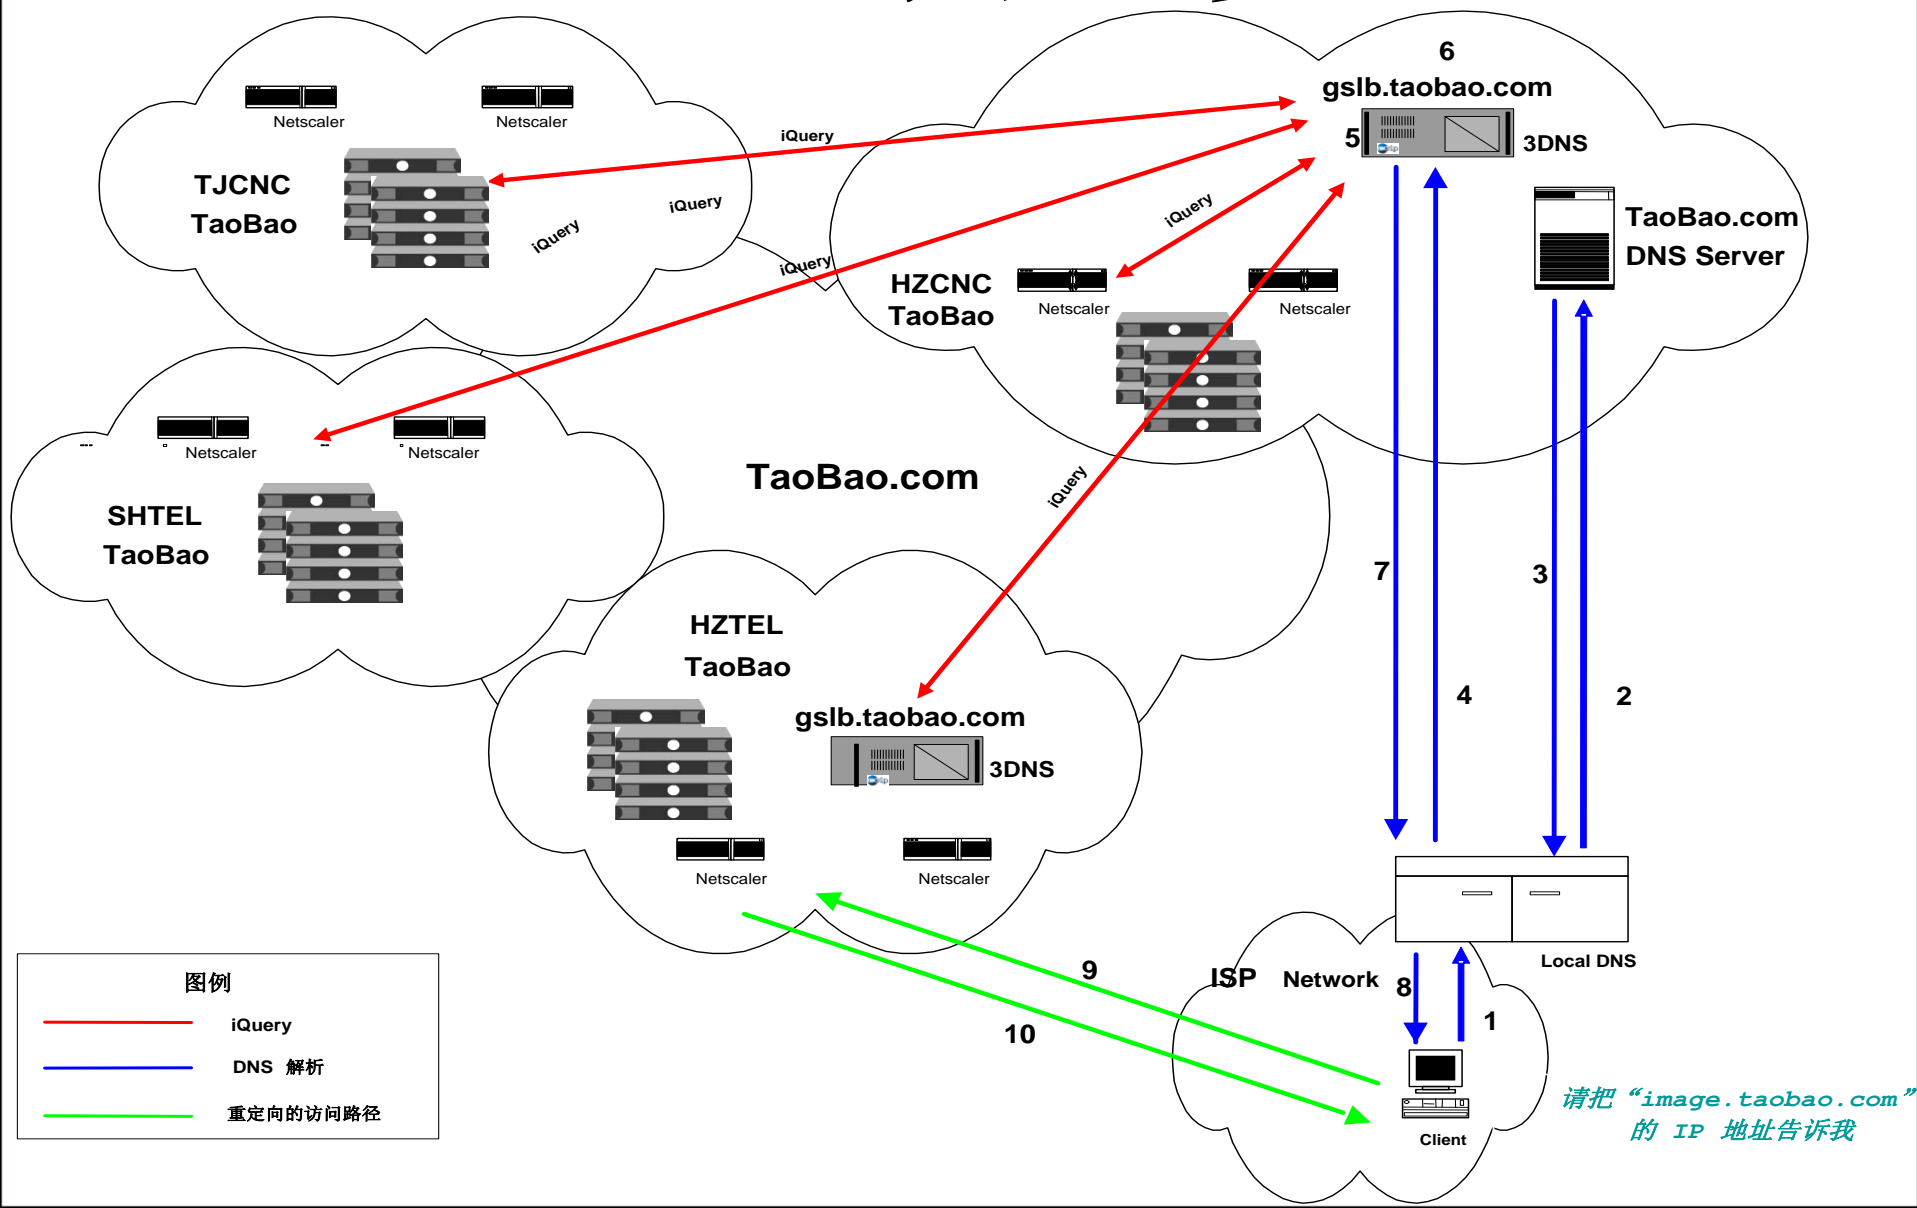 6
gslb.taobao.com
5
3DNS
Netscaler
Netscaler
iQuery
TJCNC
TaoBao
iQuery
iQuery
iQuery
iQuery
TaoBao.com
DNS Server
HZCNC
TaoBao
Netscaler
Netscaler
Netscaler
Netscaler
TaoBao.com
iQuery
SHTEL
TaoBao
7
3
HZTEL
TaoBao
4
2
gslb.taobao.com
3DNS
Netscaler
Netscaler
Local DNS
9
ISP Network
8
10
1
图例
iQuery
DNS 解析
重定向的访问路径
Client
请把“image.taobao.com”
的 IP 地址告诉我